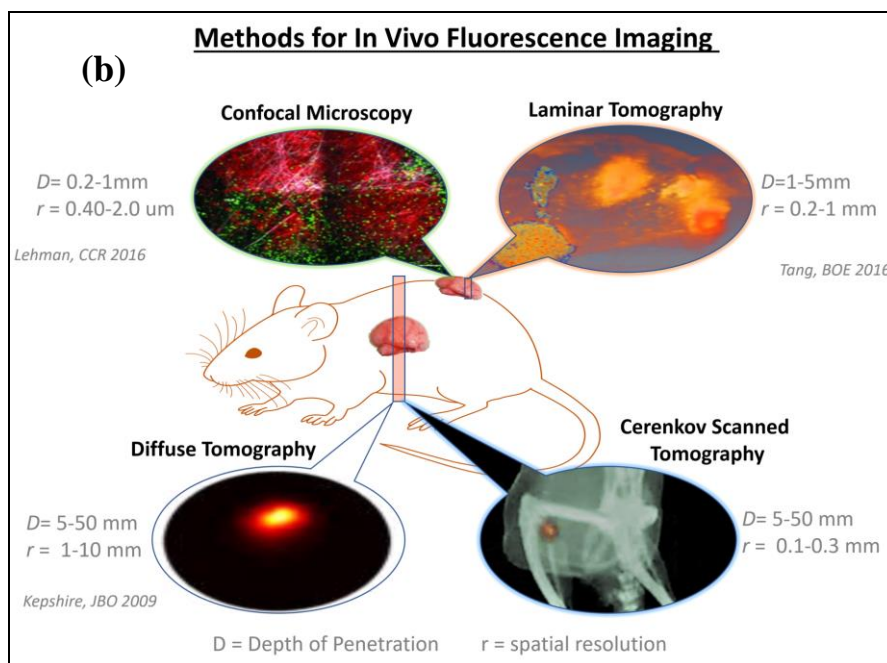 Methods for In Vivo Fluorescence Imaging
(b)
Confocal Microscopy
Laminar Tomography
D= 0.2-1mm
r = 0.40-2.0 um
Lehman, CCR 2016
D=1-5mm
r = 0.2-1 mm
Tang, BOE 2016
Diffuse Tomography
Cerenkov Scanned
Tomography
D= 5-50 mm
r = 1-10 mm
Kepshire, JBO 2009
D= 5-50 mm
r = 0.1-0.3 mm
D = Depth of Penetration r = spatial resolution